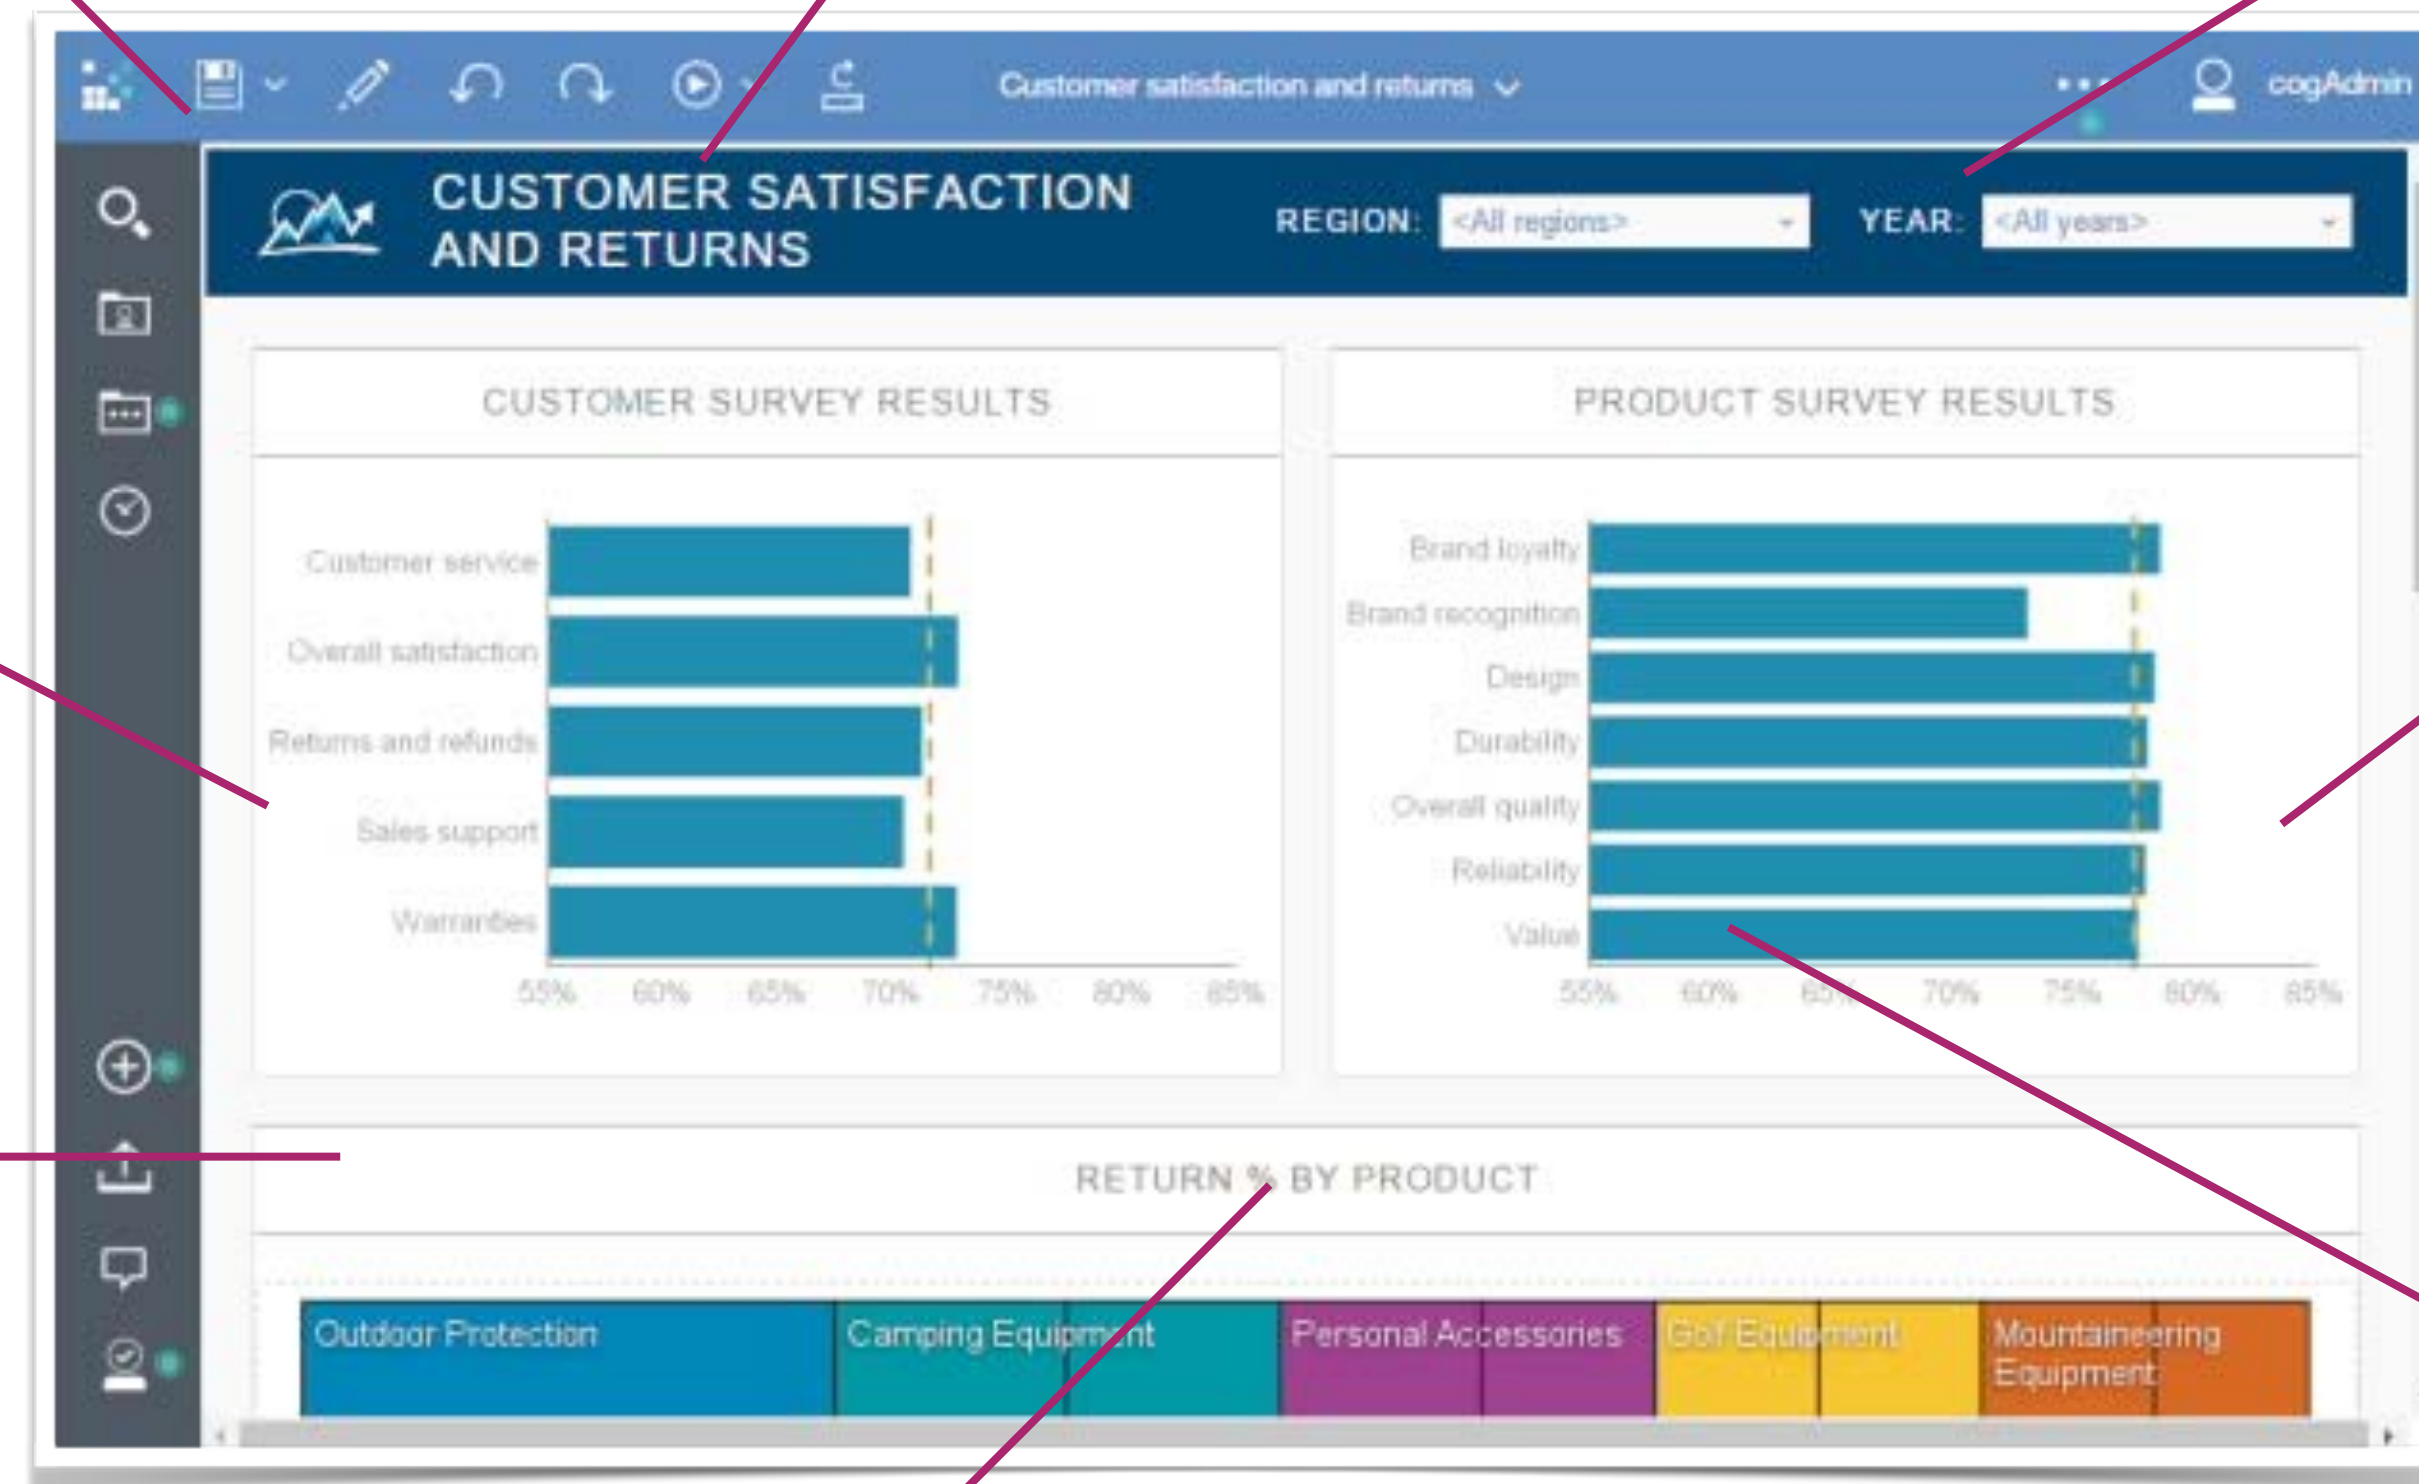 Customer satisfaction and returns
cogAdmin
CUSTOMER SATISFACTION
AND RETURNS
REGION:
<All regions>
YEAR:
<All years>
CUSTOMER SURVEY RESULTS
Customer service
Overall satisfaction
Returns and refunds
Sales support
Warranties
55% 60% 65% 70% 75% 80% 85%
PRODUCT SURVEY RESULTS
Brand loyalty
Brand recognition
Design
Durability
Overall quality
Reliability
Value
55% 60% 65% 70% 75% 80% 85%
RETURN % BY PRODUCT
Outdoor Protection
Camping Equipment
Personal Accessories
Golf Equipment
Mountaineering
Equipment